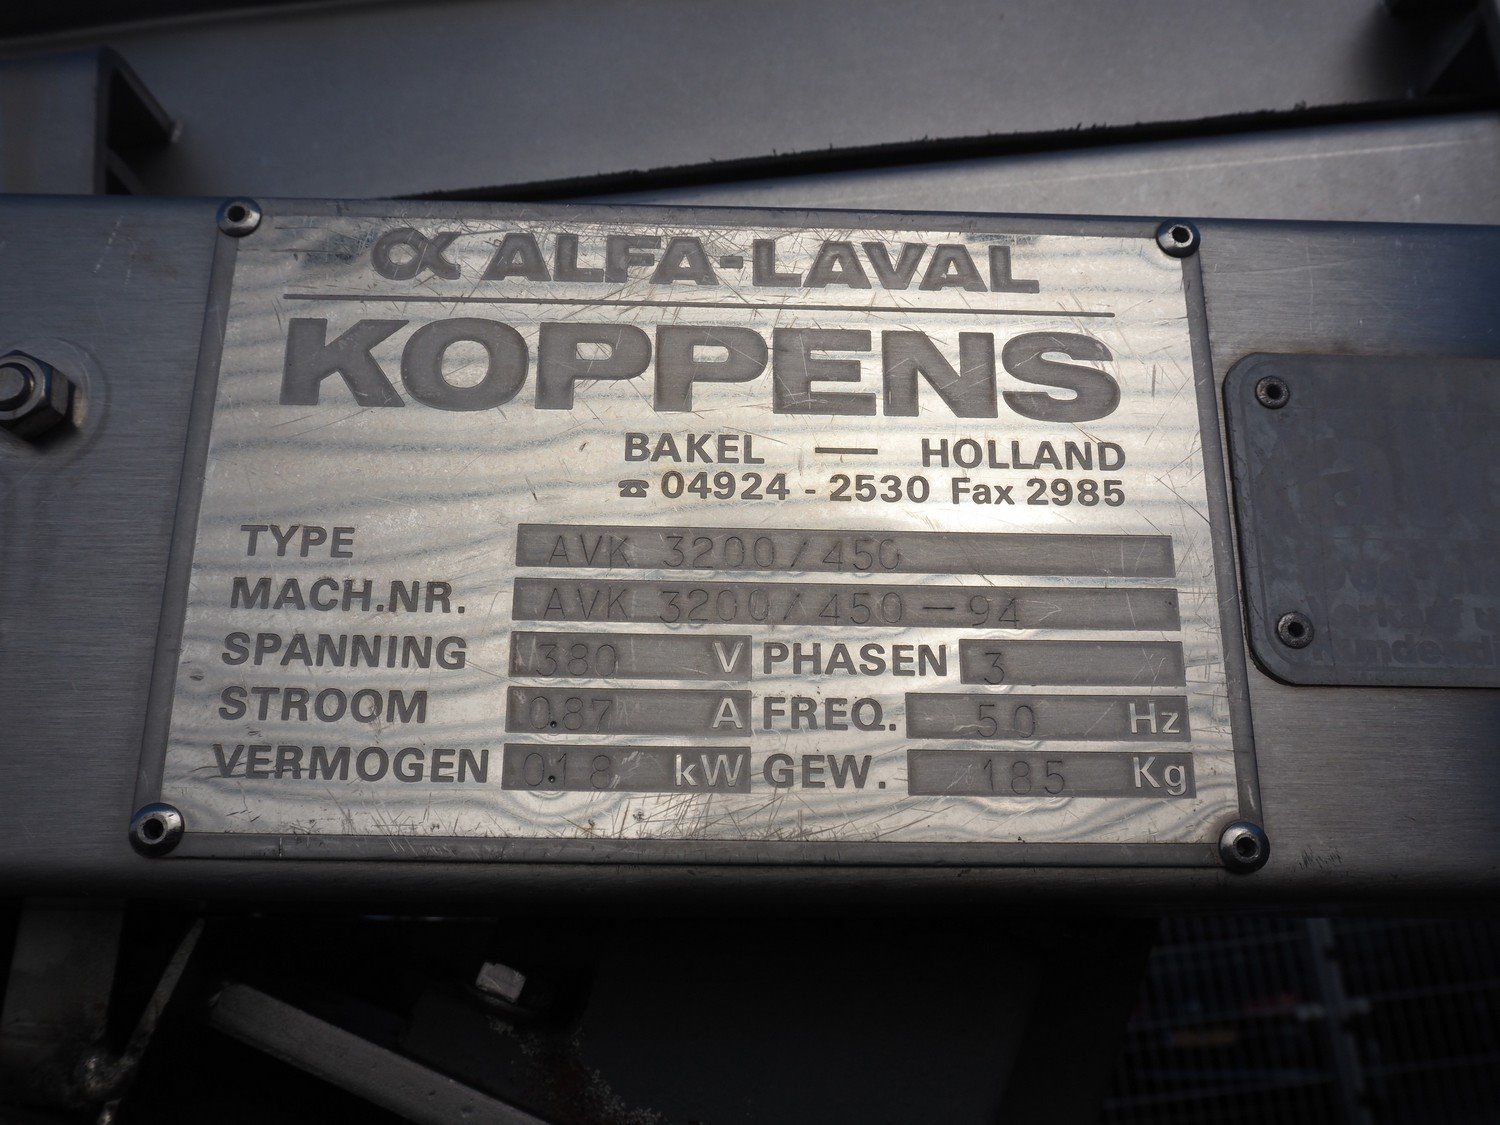 α ALFA-LAVAL
KOPPENS
BAKEL — HOLLAND
☎ 04924 - 2530 Fax 2985
TYPE AVK 3200/450
MACH.NR. AVK 3200/450-94
SPANNING 380 V PHASEN 3
STROOM 0.87 A FREQ. 50 Hz
VERMOGEN 0.18 kW GEW. 185 Kg